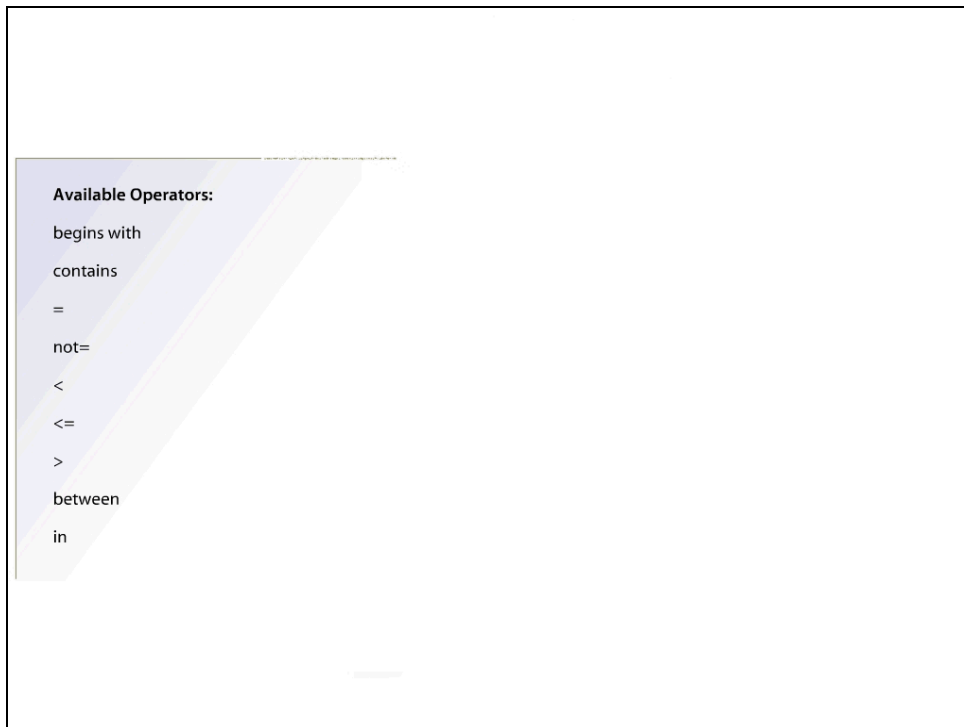 Available Operators:
begins with
contains
=
not=
<
<=
>
between
in